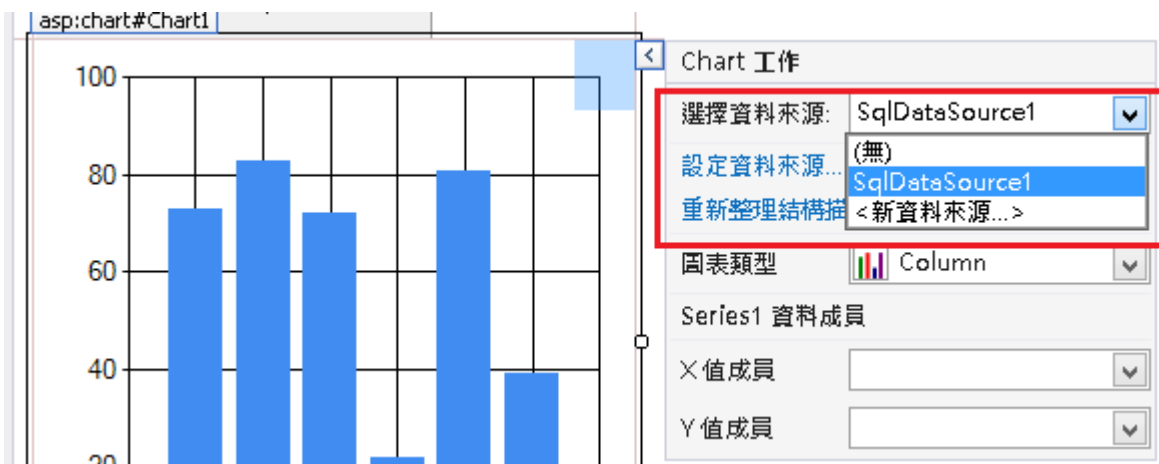 asp:chart#Chart1
100
80
60
40
20
Chart 工作
選擇資料來源: SqlDataSource1
(無)
SqlDataSource1
<新資料來源...>
設定資料來源...
重新整理結構描
圖表類型 Column
Series1 資料成員
X 值成員
Y 值成員